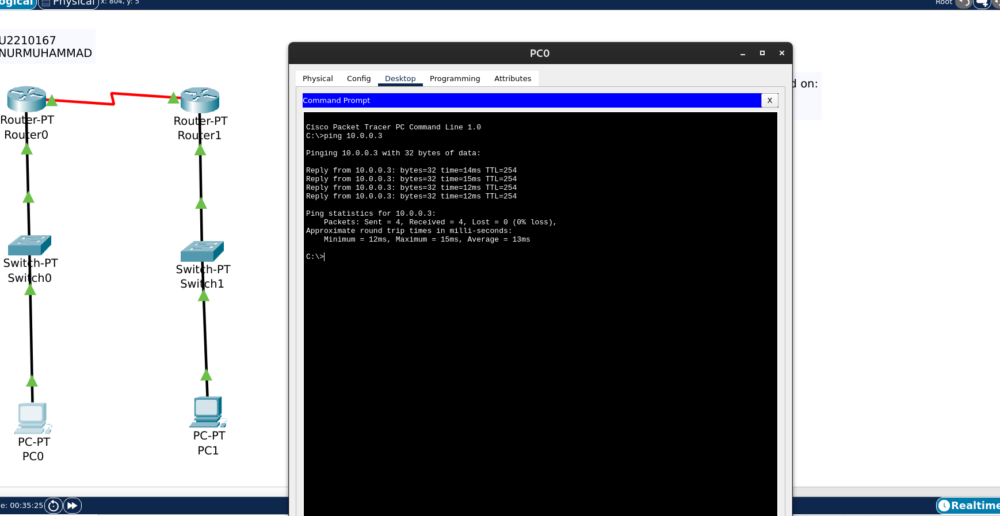 ogical Physical x: 804, y: 5 Root
U2210167
NURMUHAMMAD
PC0
Physical Config Desktop Programming Attributes
d on:
Command Prompt X
Cisco Packet Tracer PC Command Line 1.0
C:\>ping 10.0.0.3
Pinging 10.0.0.3 with 32 bytes of data:
Reply from 10.0.0.3: bytes=32 time=14ms TTL=254
Reply from 10.0.0.3: bytes=32 time=15ms TTL=254
Reply from 10.0.0.3: bytes=32 time=12ms TTL=254
Reply from 10.0.0.3: bytes=32 time=12ms TTL=254
Ping statistics for 10.0.0.3:
Packets: Sent = 4, Received = 4, Lost = 0 (0% loss),
Approximate round trip times in milli-seconds:
Minimum = 12ms, Maximum = 15ms, Average = 13ms
C:\>
Router-PT
Router0
Router-PT
Router1
Switch-PT
Switch0
Switch-PT
Switch1
PC-PT
PC0
PC-PT
PC1
e: 00:35:25
Realtime